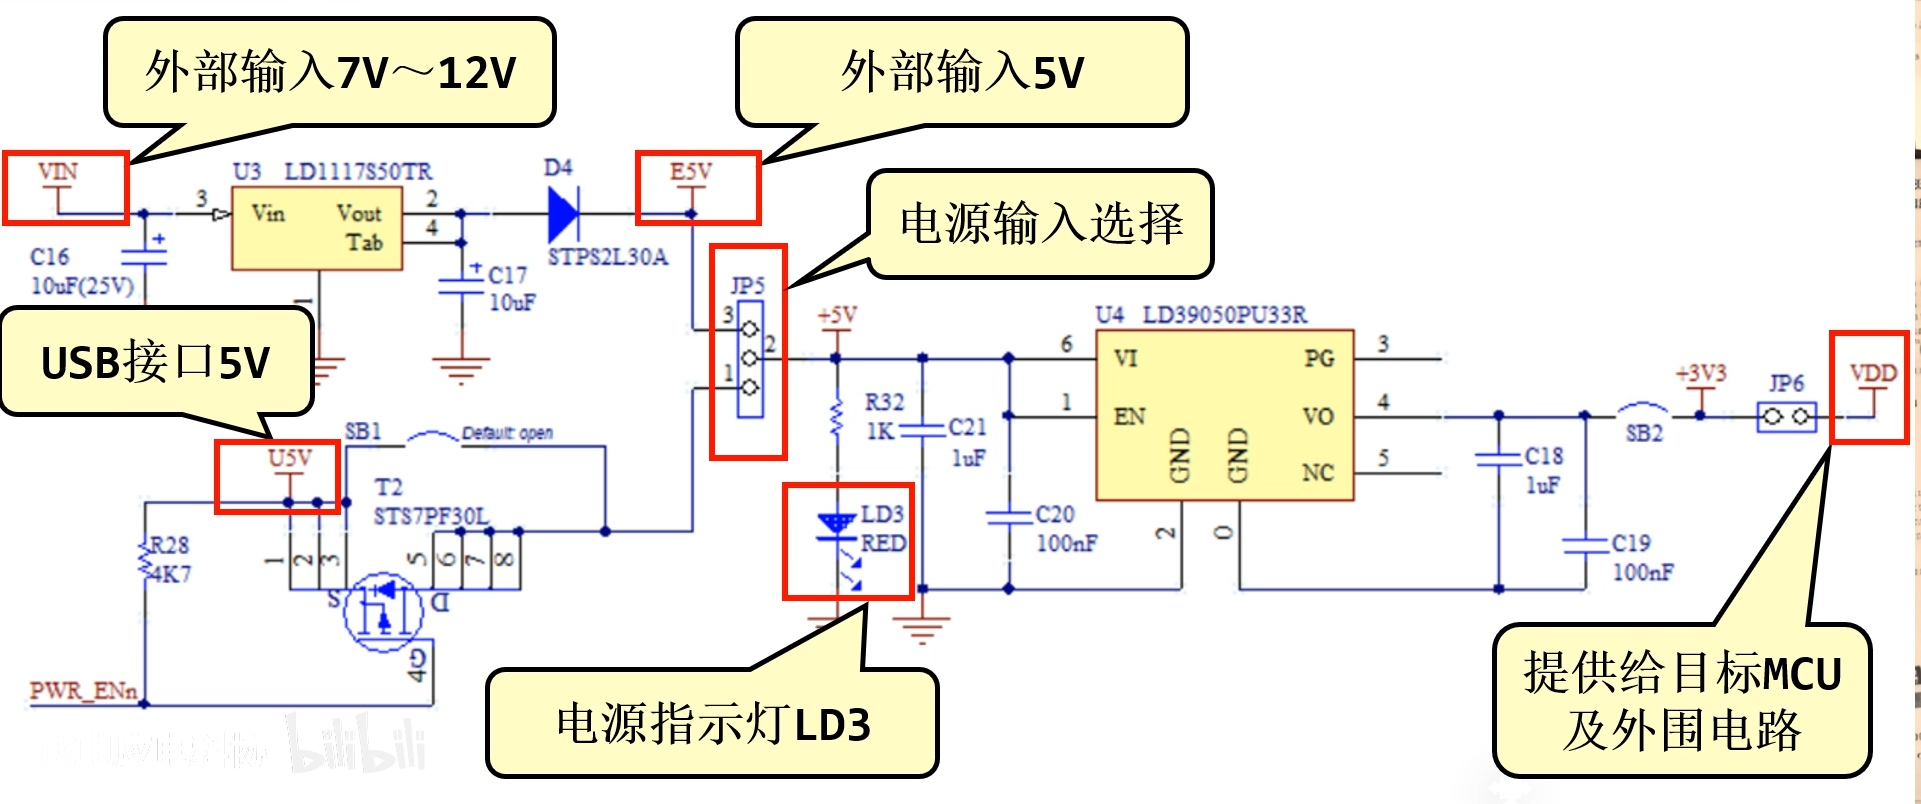 外部输入7V～12V
外部输入5V
VIN
U3 LD1117S50TR
D4
E5V
3
Vin
Vout
2
Tab
4
电源输入选择
C16
10uF(25V)
+
STPS2L30A
+
C17
10uF
1
JP5
3
2
1
+5V
U4 LD39050PU33R
6
VI
PG
3
1
EN
VO
4
GND
GND
NC
5
2
0
+3V3
JP6
VDD
SB2
USB接口5V
R32
1K
C21
1uF
C18
1uF
U5V
SB1
Default: open
T2
STS7PF30L
LD3
RED
C20
100nF
C19
100nF
R28
4K7
1
2
3
5
6
7
8
S
D
G
4
PWR_ENn
电源指示灯LD3
提供给目标MCU
及外围电路
bilibili